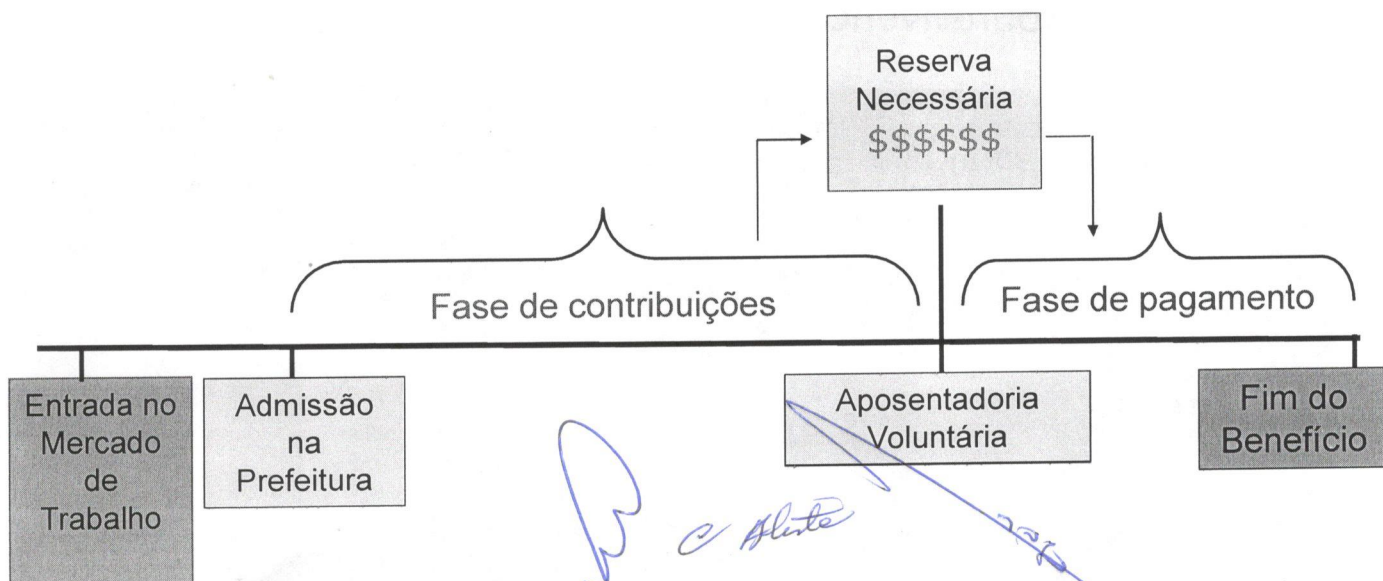 Reserva
Necessária
$$$$$$
Fase de contribuições
Fase de pagamento
Entrada no
Mercado
de
Trabalho
Admissão
na
Prefeitura
Aposentadoria
Voluntária
Fim do
Benefício